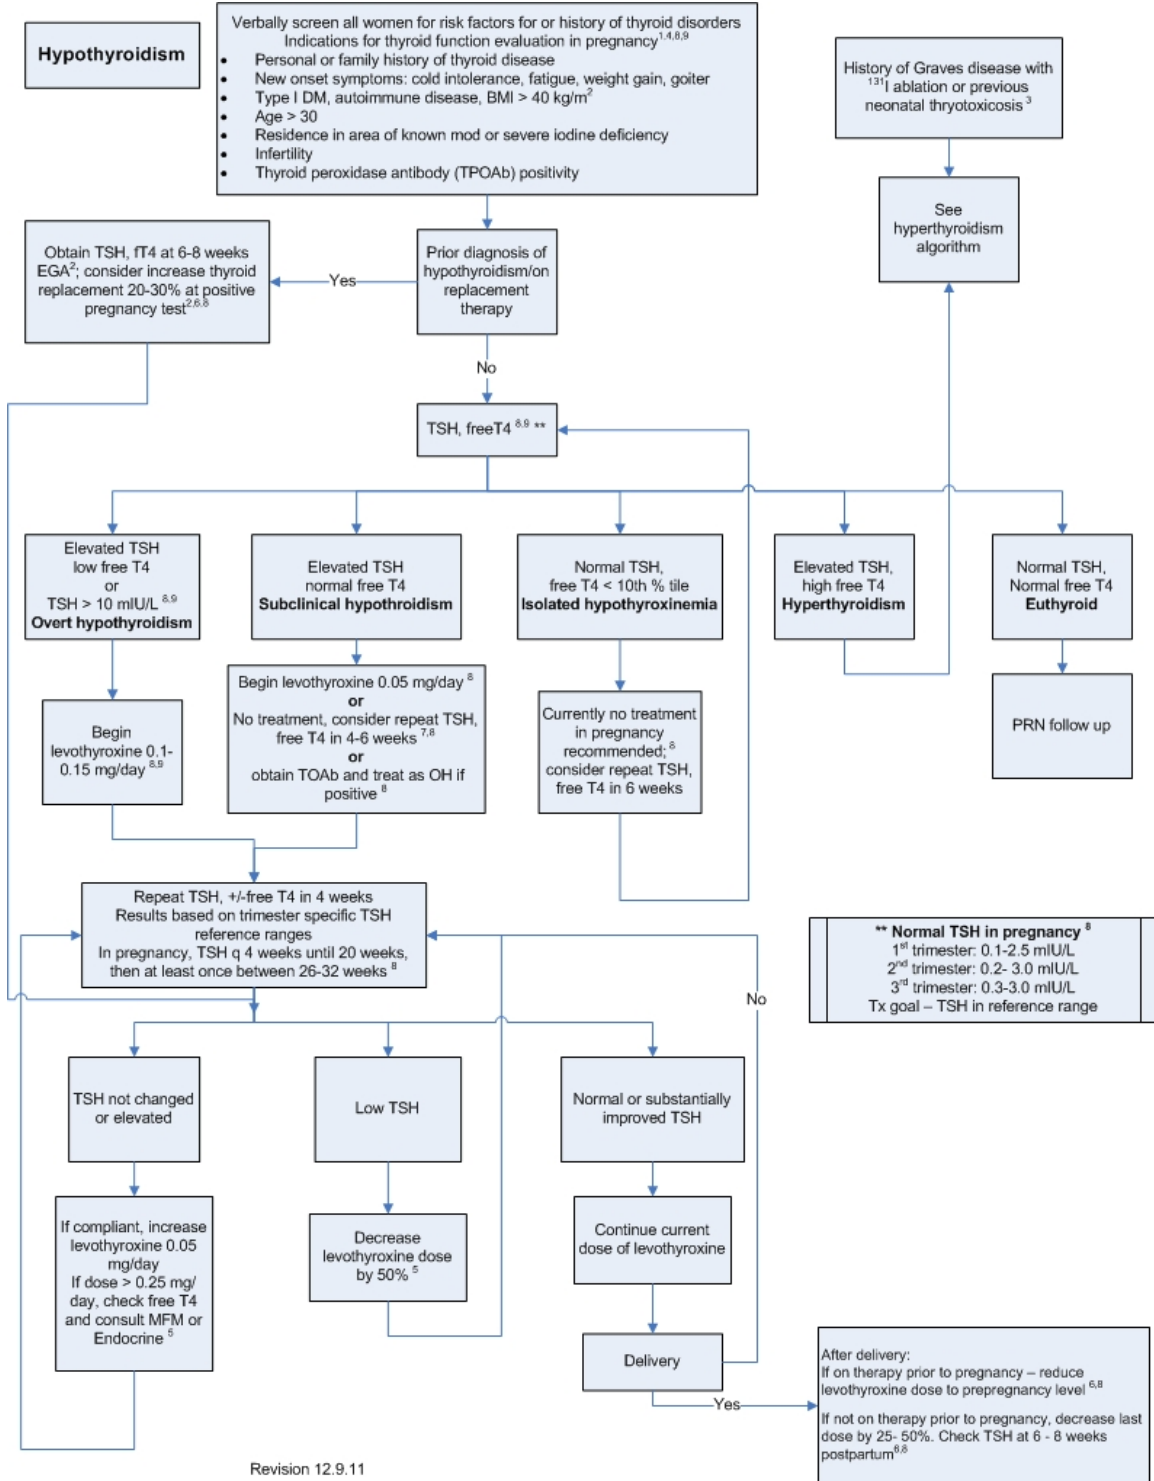 Hypothyroidism
Verbally screen all women for risk factors for or history of thyroid disorders
Indications for thyroid function evaluation in pregnancy1,4,8,9
• Personal or family history of thyroid disease
• New onset symptoms: cold intolerance, fatigue, weight gain, goiter
• Type I DM, autoimmune disease, BMI > 40 kg/m2
• Age > 30
• Residence in area of known mod or severe iodine deficiency
• Infertility
• Thyroid peroxidase antibody (TPOAb) positivity
History of Graves disease with
131I ablation or previous
neonatal thryotoxicosis 3
See
hyperthyroidism
algorithm
Obtain TSH, fT4 at 6-8 weeks
EGA2; consider increase thyroid
replacement 20-30% at positive
pregnancy test2,6,8
Yes
Prior diagnosis of
hypothyroidism/on
replacement
therapy
No
TSH, freeT4 8,9 **
Elevated TSH
low free T4
or
TSH > 10 mIU/L 8,9
Overt hypothyroidism
Elevated TSH
normal free T4
Subclinical hypothroidism
Normal TSH,
free T4 < 10th % tile
Isolated hypothyroxinemia
Elevated TSH,
high free T4
Hyperthyroidism
Normal TSH,
Normal free T4
Euthyroid
Begin
levothyroxine 0.1-
0.15 mg/day 8,9
Begin levothyroxine 0.05 mg/day 8
or
No treatment, consider repeat TSH,
free T4 in 4-6 weeks 7,8
or
obtain TOAb and treat as OH if
positive 8
Currently no treatment
in pregnancy
recommended; 8
consider repeat TSH,
free T4 in 6 weeks
PRN follow up
Repeat TSH, +/-free T4 in 4 weeks
Results based on trimester specific TSH
reference ranges
In pregnancy, TSH q 4 weeks until 20 weeks,
then at least once between 26-32 weeks 8
** Normal TSH in pregnancy 8
1st trimester: 0.1-2.5 mIU/L
2nd trimester: 0.2- 3.0 mIU/L
3rd trimester: 0.3-3.0 mIU/L
Tx goal – TSH in reference range
No
TSH not changed
or elevated
Low TSH
Normal or substantially
improved TSH
If compliant, increase
levothyroxine 0.05
mg/day
If dose > 0.25 mg/
day, check free T4
and consult MFM or
Endocrine 5
Decrease
levothyroxine dose
by 50% 5
Continue current
dose of levothyroxine
Delivery
Yes
After delivery:
If on therapy prior to pregnancy – reduce
levothyroxine dose to prepregnancy level 6,8
If not on therapy prior to pregnancy, decrease last
dose by 25- 50%. Check TSH at 6 - 8 weeks
postpartum6,8
Revision 12.9.11